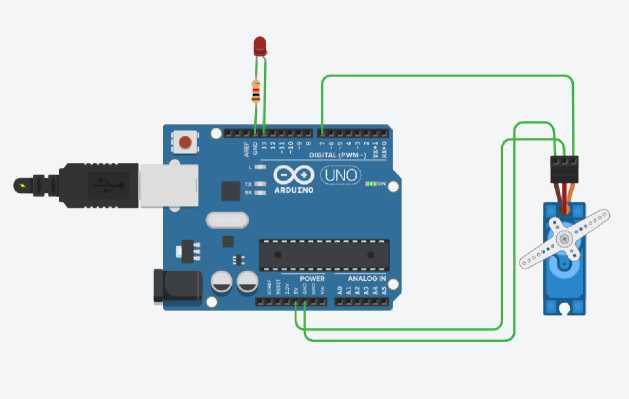 AREF
GND
13
12
~11
~10
~9
8
7
~6
~5
4
~3
2
TX→1
RX←0
DIGITAL (PWM~)
L
TX
RX
ARDUINO
UNO
ON
POWER
ANALOG IN
IOREF
RESET
3.3V
5V
GND
GND
Vin
A0
A1
A2
A3
A4
A5